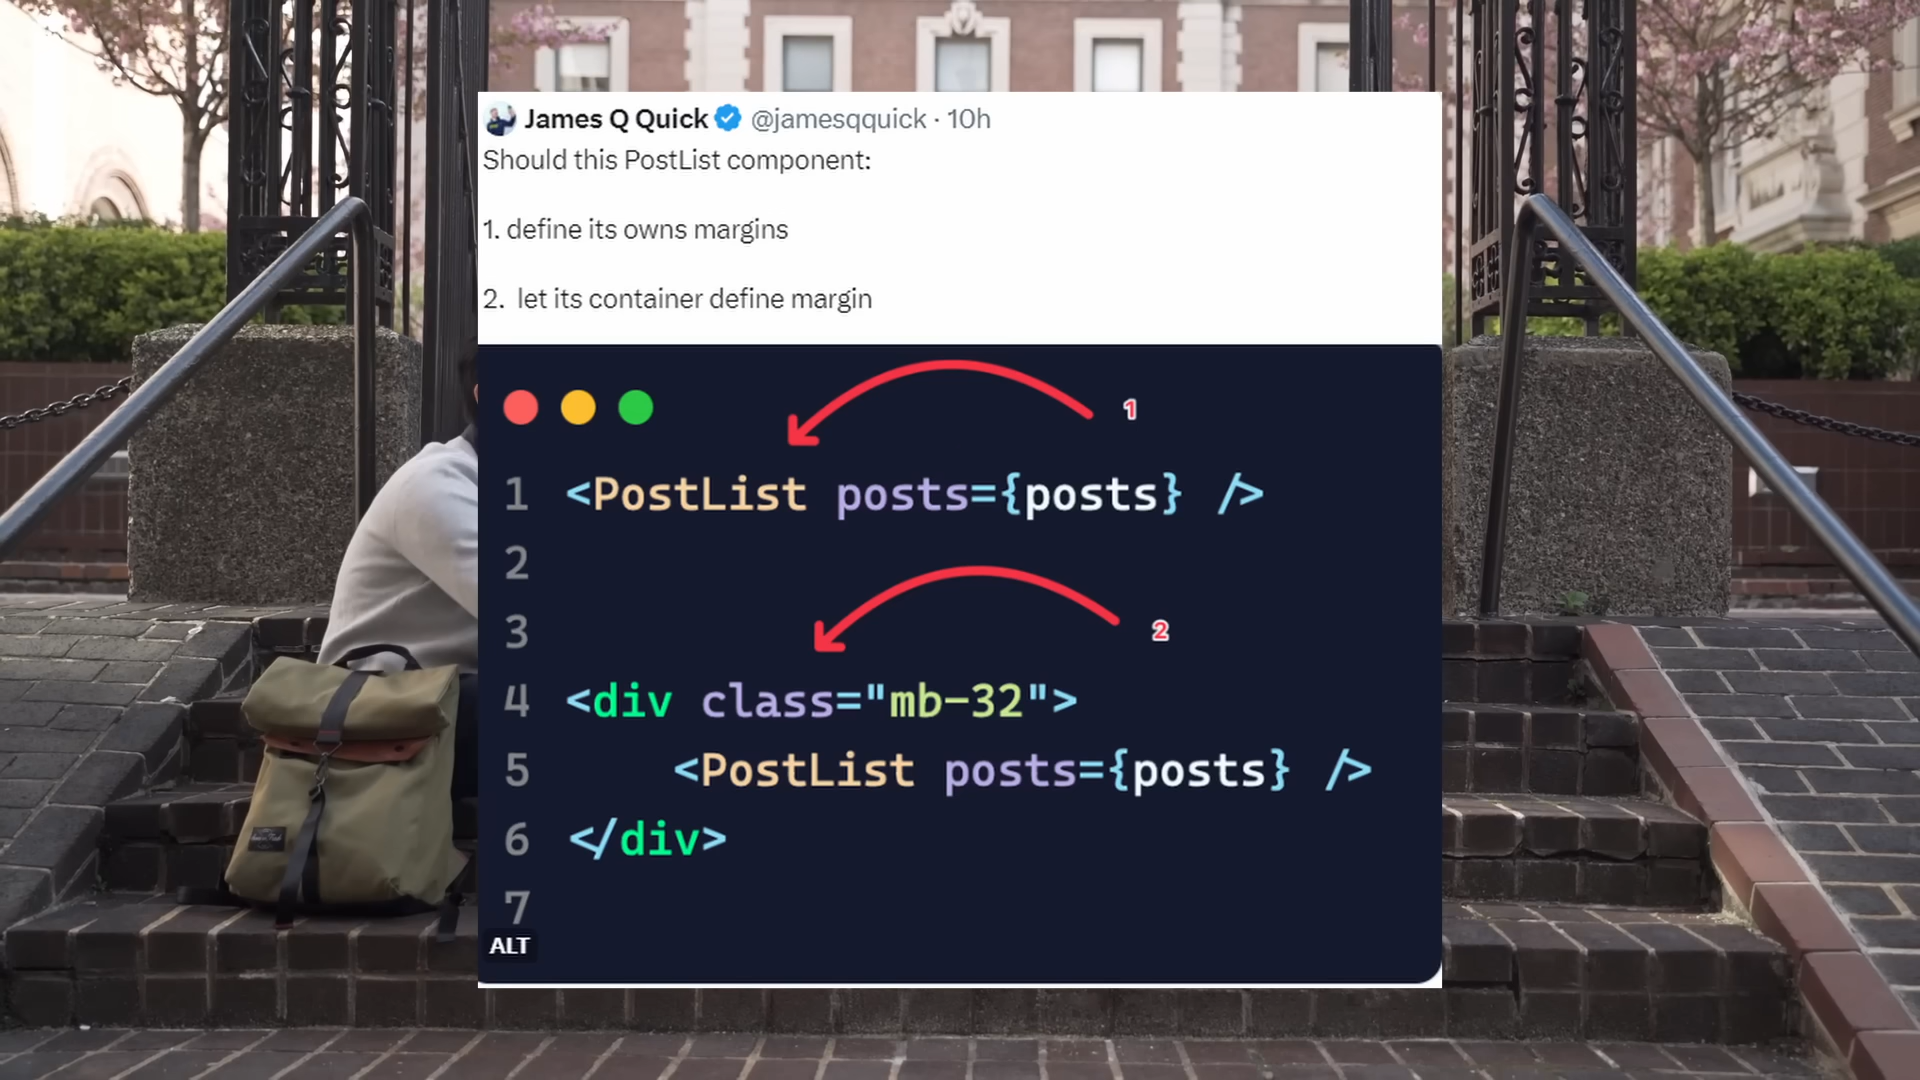 James Q Quick @jamesqquick · 10h
Should this PostList component:
1. define its owns margins
2. let its container define margin
1
1 <PostList posts={posts} />
2
3
2
4 <div class="mb-32">
5 <PostList posts={posts} />
6 </div>
7
ALT